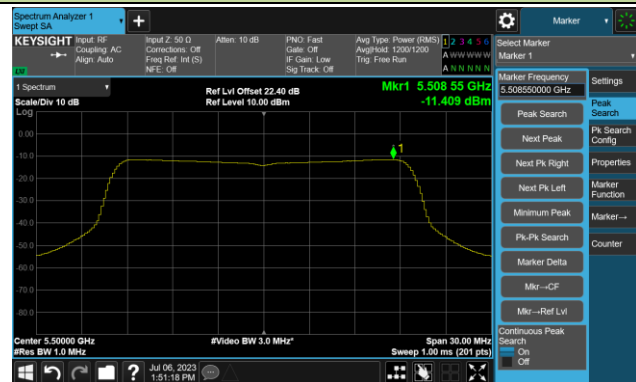 Spectrum Analyzer 1
Swept SA
Marker
KEYSIGHT
Input: RF
Coupling: AC
Align: Auto
Input Z: 50 Ω
Corrections: Off
Freq Ref: Int (S)
NFE: Off
Atten: 10 dB
PNO: Fast
Gate: Off
IF Gain: Low
Sig Track: Off
Avg Type: Power (RMS)
Avg|Hold: 1200/1200
Trig: Free Run
1 2 3 4 5 6
A W W W W W
A N N N N N
LXI
Select Marker
Marker 1
1 Spectrum
Scale/Div 10 dB
Log
Ref Lvl Offset 22.40 dB
Ref Level 10.00 dBm
Mkr1 5.508 55 GHz
-11.409 dBm
0.00
-10.0
-20.0
-30.0
-40.0
-50.0
-60.0
-70.0
-80.0
1
Center 5.50000 GHz
#Res BW 1.0 MHz
#Video BW 3.0 MHz*
Span 30.00 MHz
Sweep 1.00 ms (201 pts)
Marker Frequency
5.508550000 GHz
Peak Search
Next Peak
Next Pk Right
Next Pk Left
Minimum Peak
Pk-Pk Search
Marker Delta
Mkr→CF
Mkr→Ref Lvl
Continuous Peak
Search
On
Off
Settings
Peak
Search
Pk Search
Config
Properties
Marker
Function
Marker→
Counter
Jul 06, 2023
1:51:18 PM